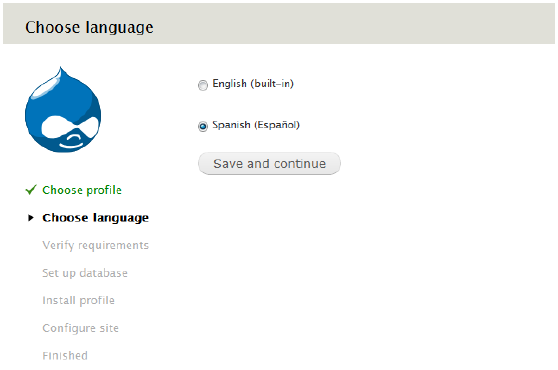 Choose language
English (built-in)
Spanish (Español)
Save and continue
Choose profile
Choose language
Verify requirements
Set up database
Install profile
Configure site
Finished